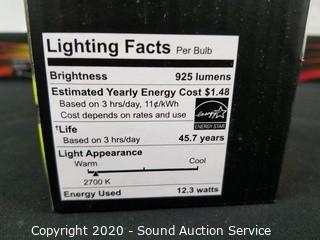 Lighting Facts Per Bulb
Brightness 925 lumens
Estimated Yearly Energy Cost $1.48
Based on 3 hrs/day, 11¢/kWh
Cost depends on rates and use
energy
ENERGY STAR
†Life
Based on 3 hrs/day 45.7 years
Light Appearance
Warm Cool
2700 K
Energy Used 12.3 watts
Copyright 2020 - Sound Auction Service